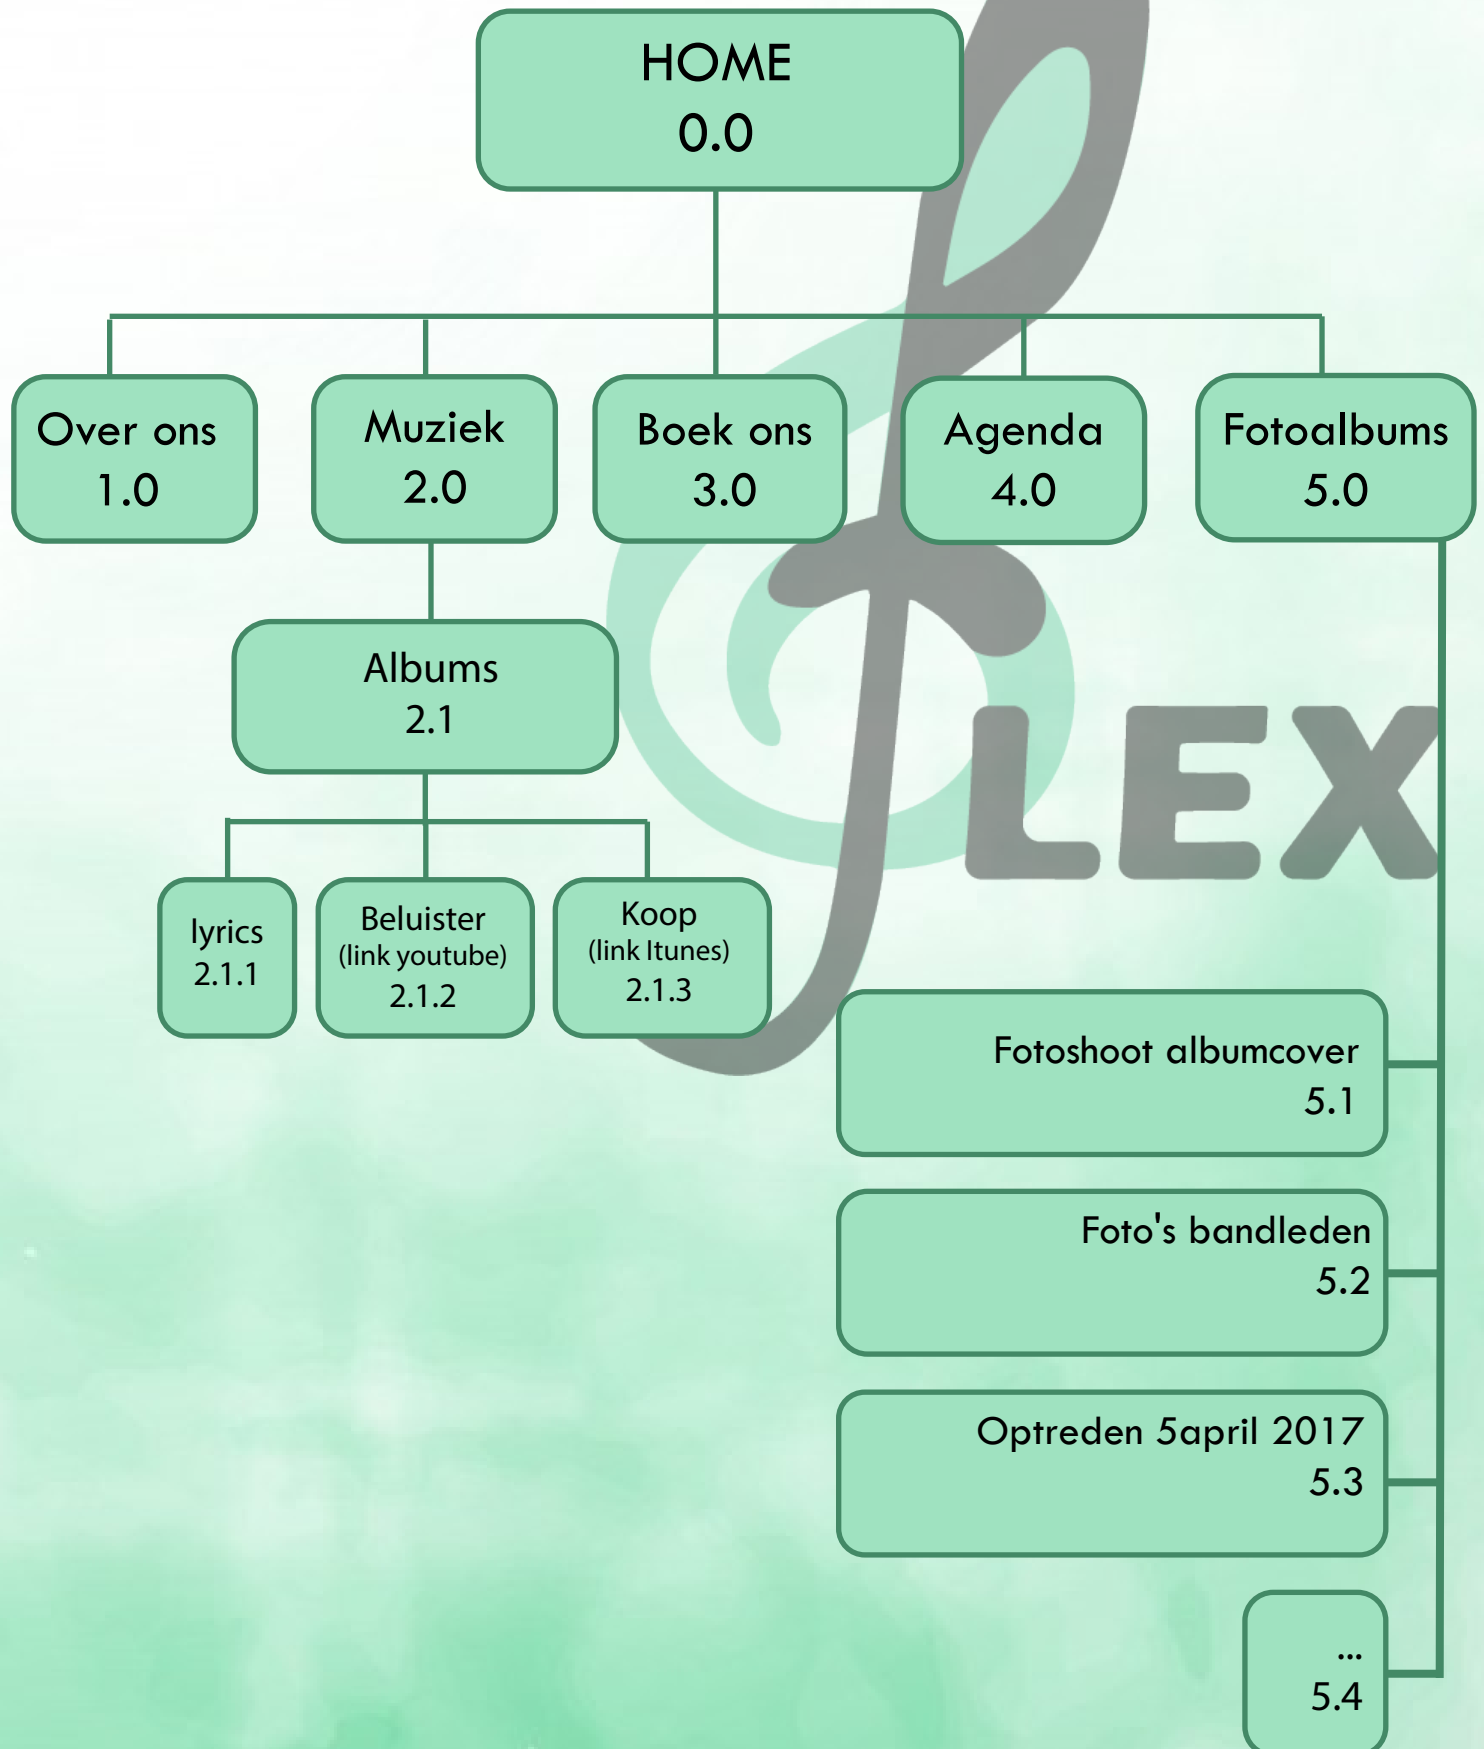 HOME
0.0
Over ons
1.0
Muziek
2.0
Boek ons
3.0
Agenda
4.0
Fotoalbums
5.0
Albums
2.1
LEX
lyrics
2.1.1
Beluister
(link youtube)
2.1.2
Koop
(link Itunes)
2.1.3
Fotoshoot albumcover
5.1
Foto's bandleden
5.2
Optreden 5april 2017
5.3
...
5.4